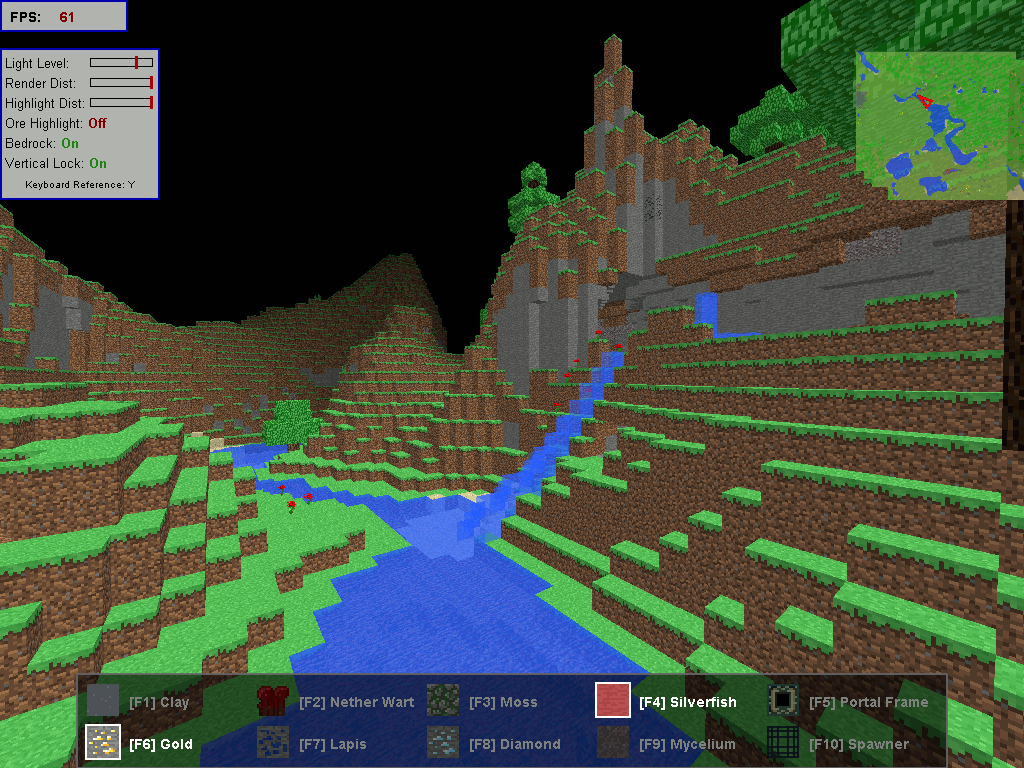 FPS: 61
Light Level:
Render Dist:
Highlight Dist:
Ore Highlight: Off
Bedrock: On
Vertical Lock: On
Keyboard Reference: Y
[F1] Clay [F2] Nether Wart [F3] Moss [F4] Silverfish [F5] Portal Frame
[F6] Gold [F7] Lapis [F8] Diamond [F9] Mycelium [F10] Spawner